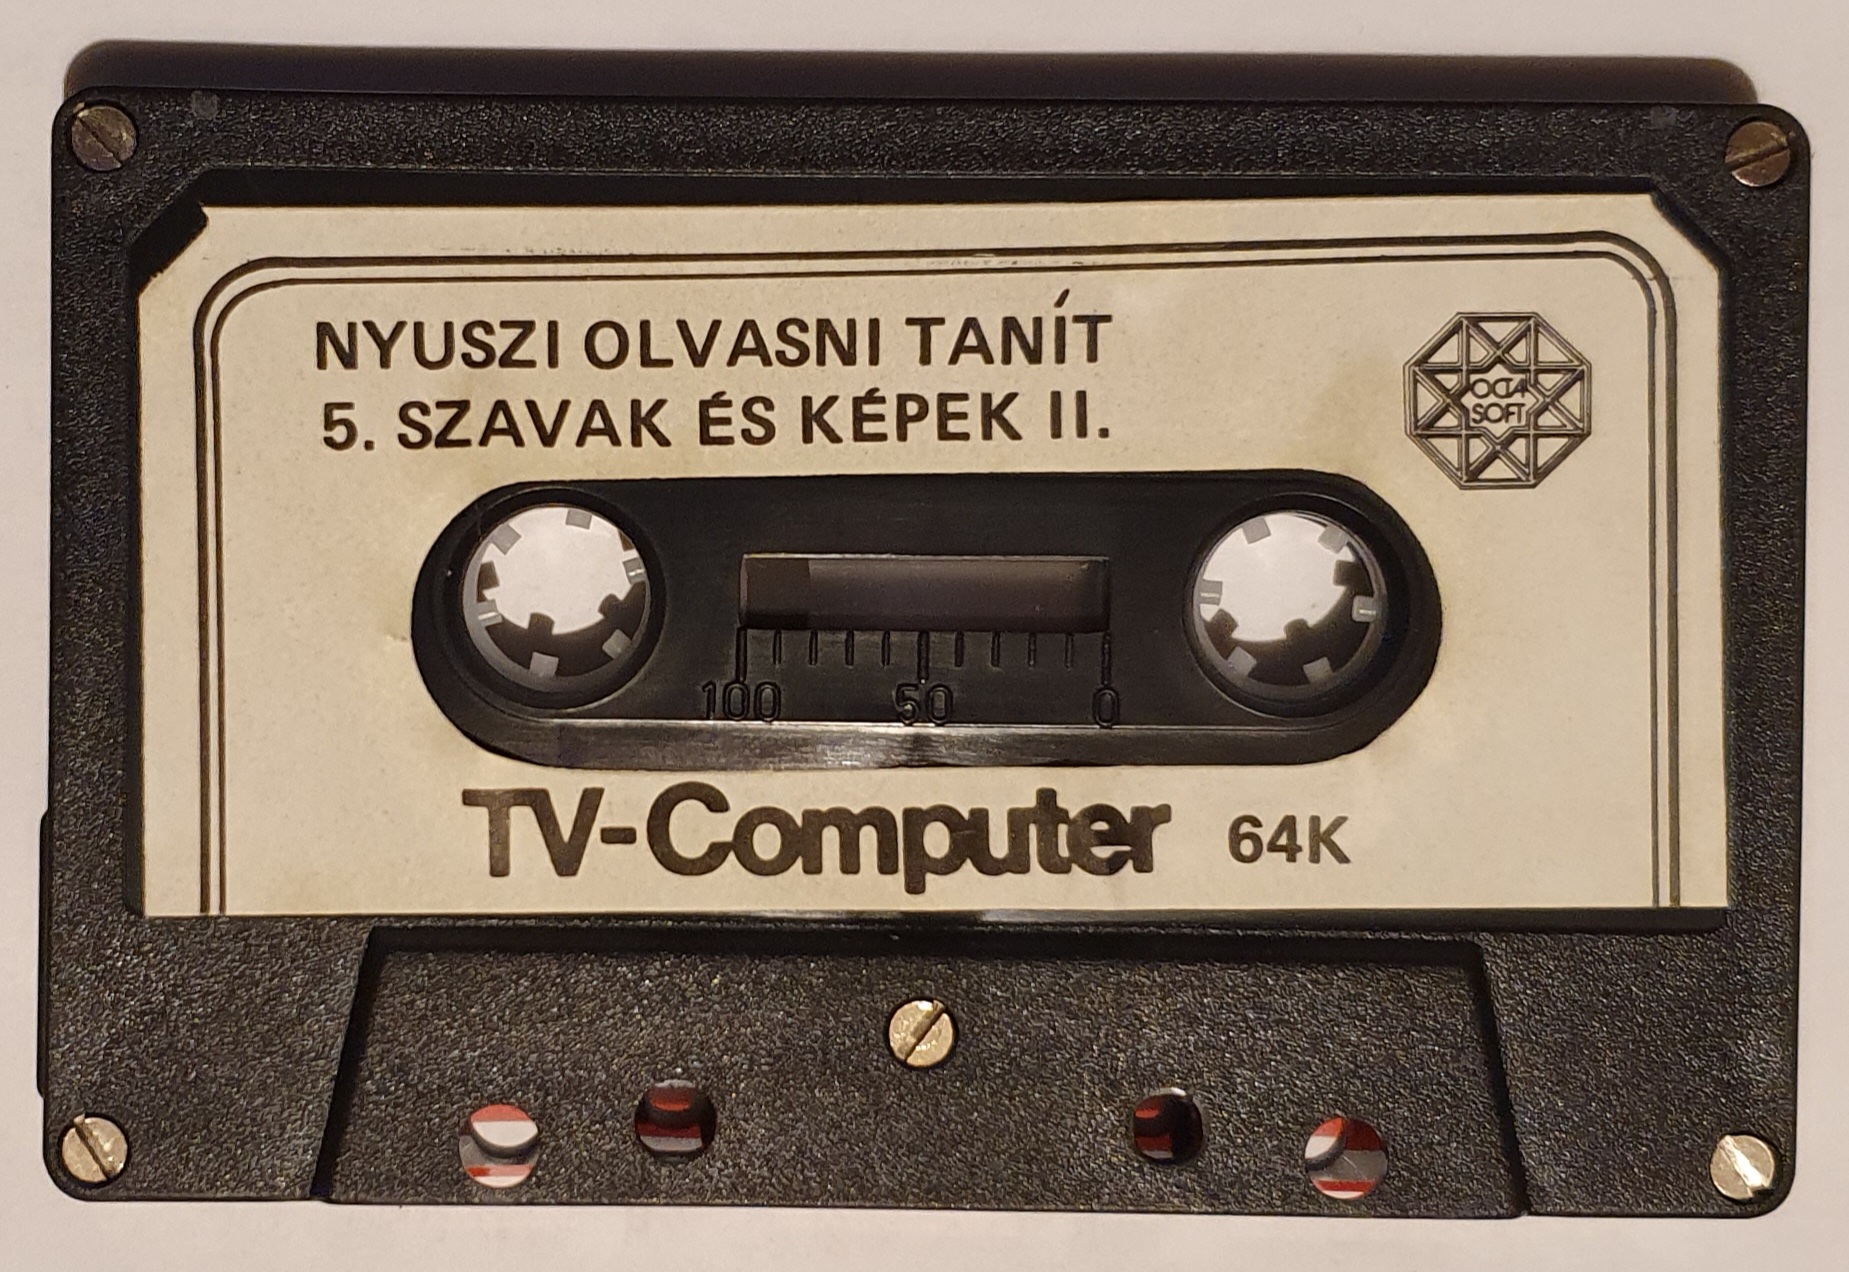 NYUSZI OLVASNI TANÍT
5. SZAVAK ÉS KÉPEK II.
OCTA
SOFT
100 50 0
TV-Computer 64K